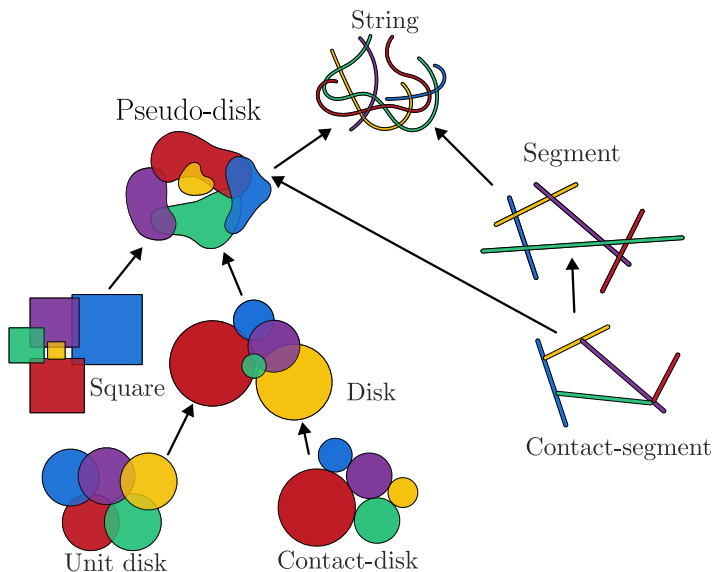 String
Pseudo-disk
Segment
Square
Disk
Contact-segment
Unit disk
Contact-disk